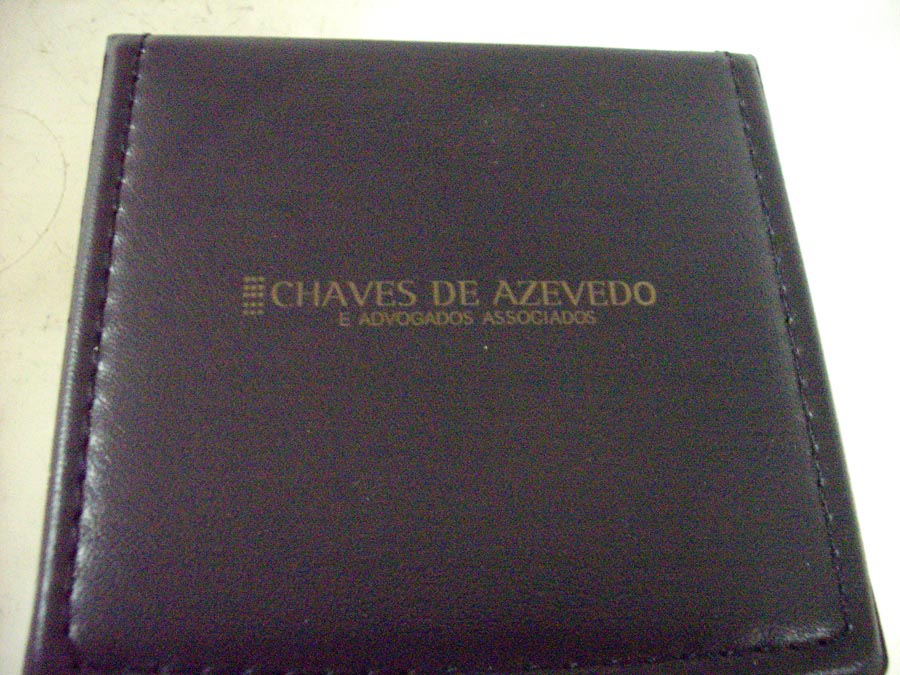 CHAVES DE AZEVEDO
E ADVOGADOS ASSOCIADOS